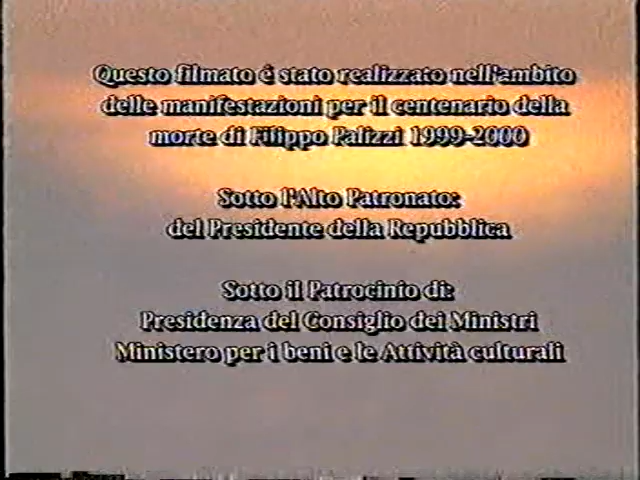 Questo filmato é stato realizzato nell'ambito
delle manifestazioni per il centenario della
morte di Filippo Palizzi 1999-2000
Sotto l'Alto Patronato:
del Presidente della Repubblica
Sotto il Patrocinio di:
Presidenza del Consiglio dei Ministri
Ministero per i beni e le Attività culturali